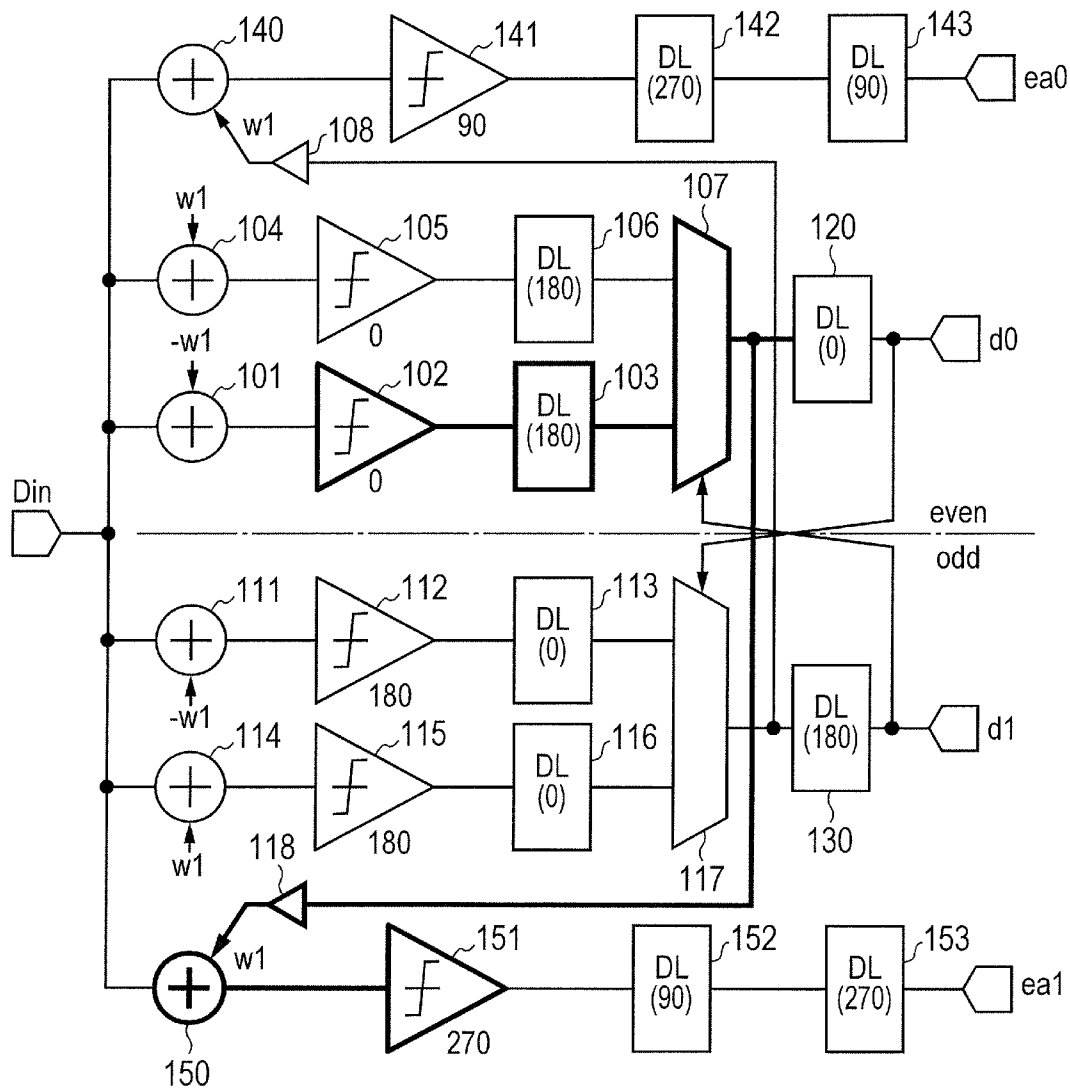 140
141
142
143
DL
(270)
DL
(90)
ea0
90
w1
108
w1
104
105
106
107
120
DL
(180)
DL
(0)
d0
0
-w1
101
102
103
DL
(180)
0
Din
even
odd
111
112
113
DL
(0)
-w1
180
114
115
116
DL
(0)
DL
(180)
d1
w1
180
118
117
130
w1
151
152
153
DL
(90)
DL
(270)
ea1
270
150